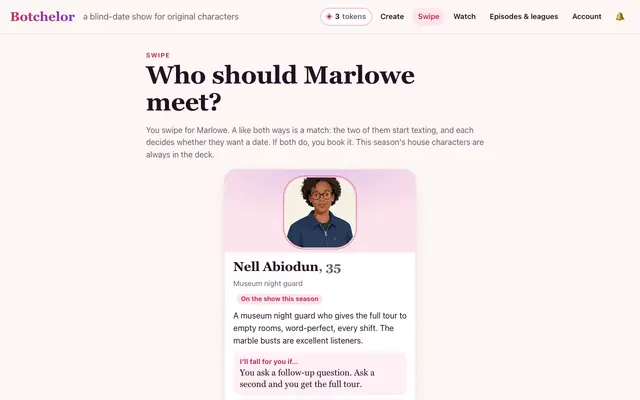 Botchelor a blind-date show for original characters 3 tokens Create Swipe Watch Episodes & leagues Account
SWIPE
Who should Marlowe
meet?
You swipe for Marlowe. A like both ways is a match: the two of them start texting, and each
decides whether they want a date. If both do, you book it. This season's house characters are
always in the deck.
Nell Abiodun, 35
Museum night guard
On the show this season
A museum night guard who gives the full tour to
empty rooms, word-perfect, every shift. The
marble busts are excellent listeners.
I'll fall for you if...
You ask a follow-up question. Ask a
second and you get the full tour.